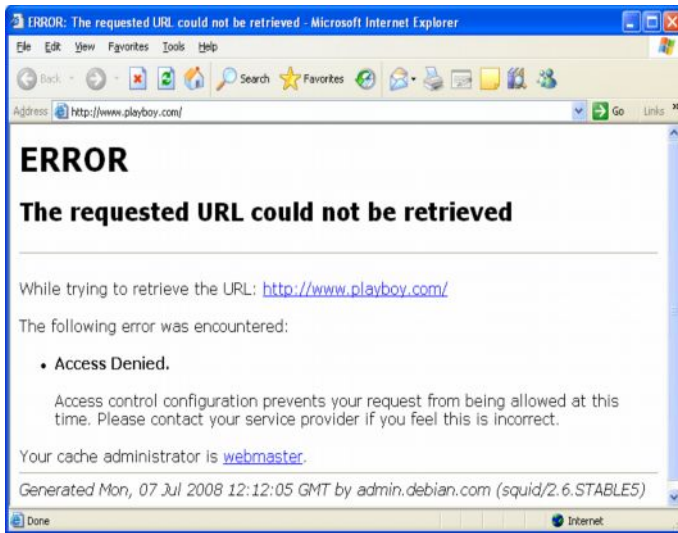 ERROR: The requested URL could not be retrieved - Microsoft Internet Explorer
File Edit View Favorites Tools Help
Back Search Favorites
Address http://www.playboy.com/ Go Links »
ERROR
The requested URL could not be retrieved
While trying to retrieve the URL: http://www.playboy.com/
The following error was encountered:
• Access Denied.
Access control configuration prevents your request from being allowed at this
time. Please contact your service provider if you feel this is incorrect.
Your cache administrator is webmaster.
Generated Mon, 07 Jul 2008 12:12:05 GMT by admin.debian.com (squid/2.6.STABLE5)
Done Internet